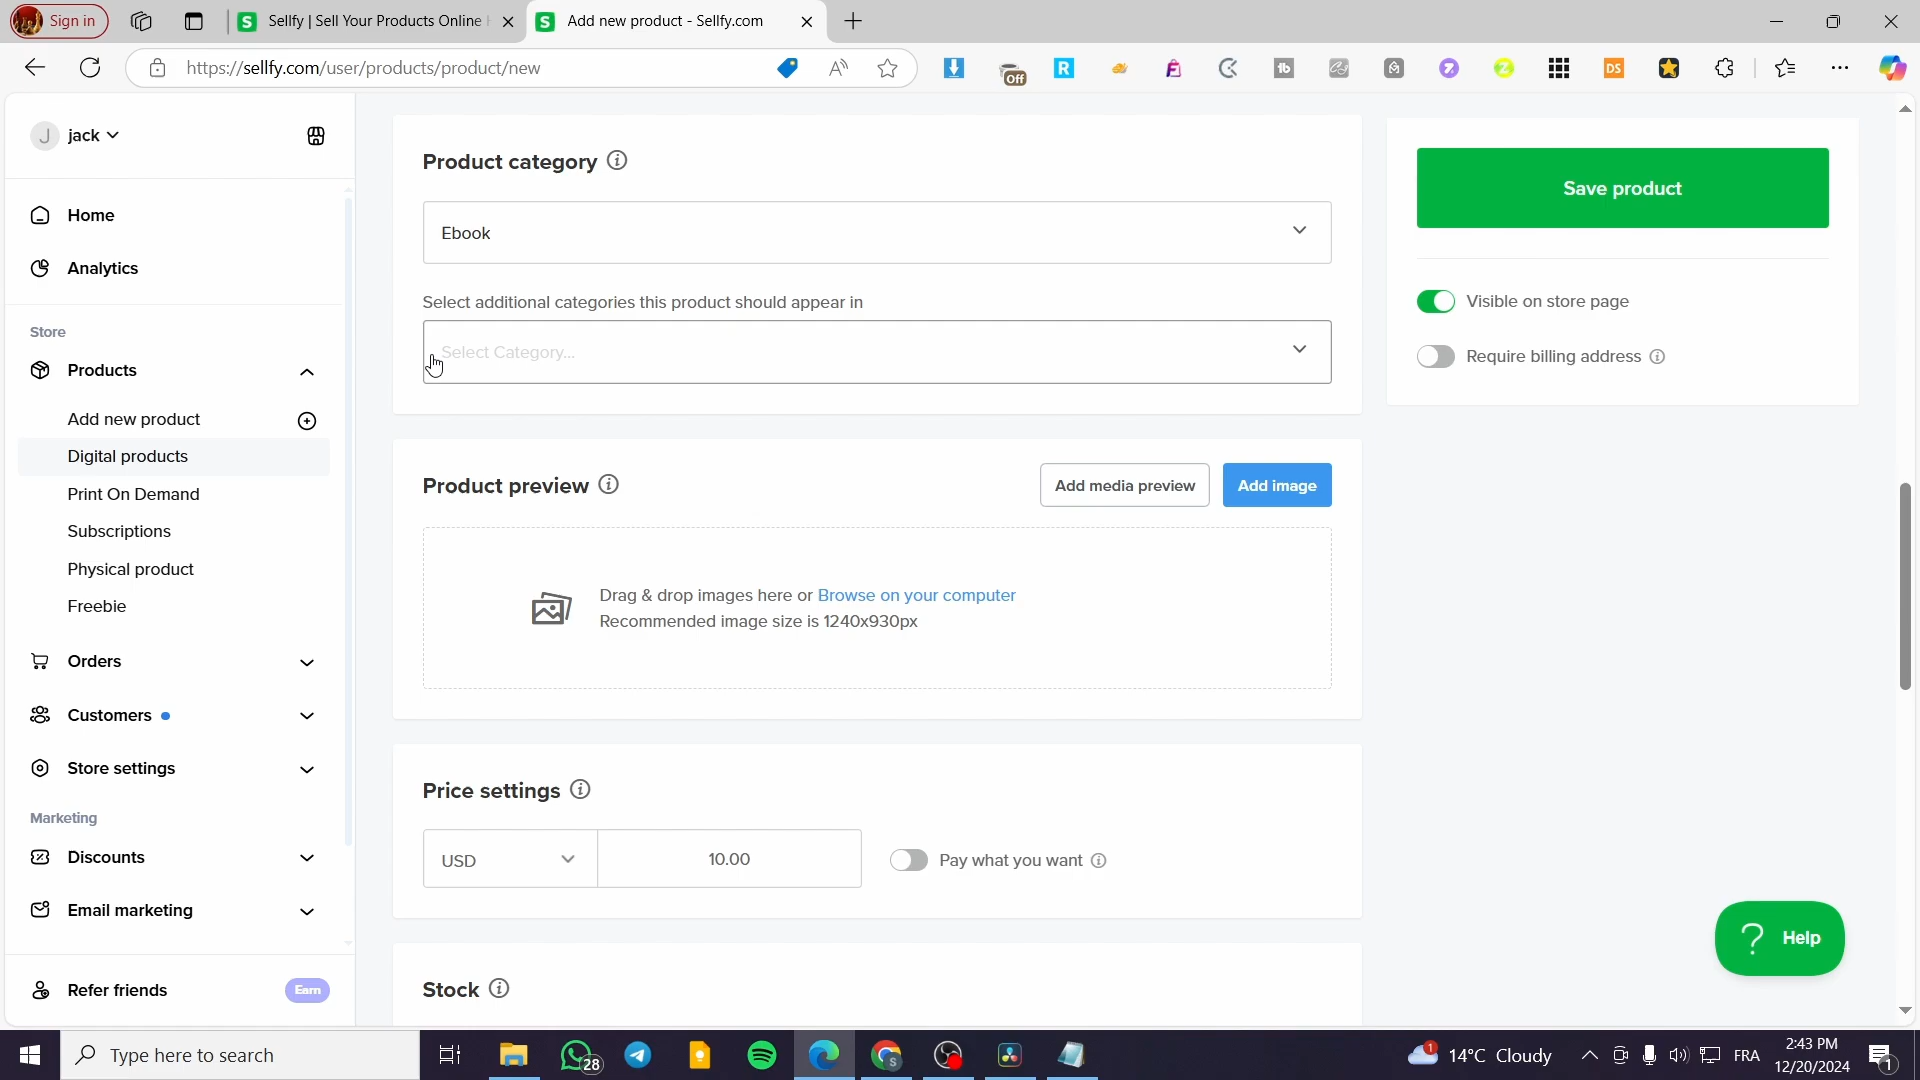 Sign in
Sellfy | Sell Your Products Online
Add new product - Sellfy.com
https://sellfy.com/user/products/product/new
Off
R
tb
DS
J jack
Home
Analytics
Store
Products
Add new product
Digital products
Print On Demand
Subscriptions
Physical product
Freebie
Orders
Customers
Store settings
Marketing
Discounts
Email marketing
Refer friends
Earn
Product category
Ebook
Select additional categories this product should appear in
Select Category...
Product preview
Add media preview
Add image
Drag & drop images here or Browse on your computer
Recommended image size is 1240x930px
Price settings
USD
10.00
Pay what you want
Stock
Save product
Visible on store page
Require billing address
? Help
Type here to search
28
1
14°C Cloudy
FRA
2:43 PM
12/20/2024
1